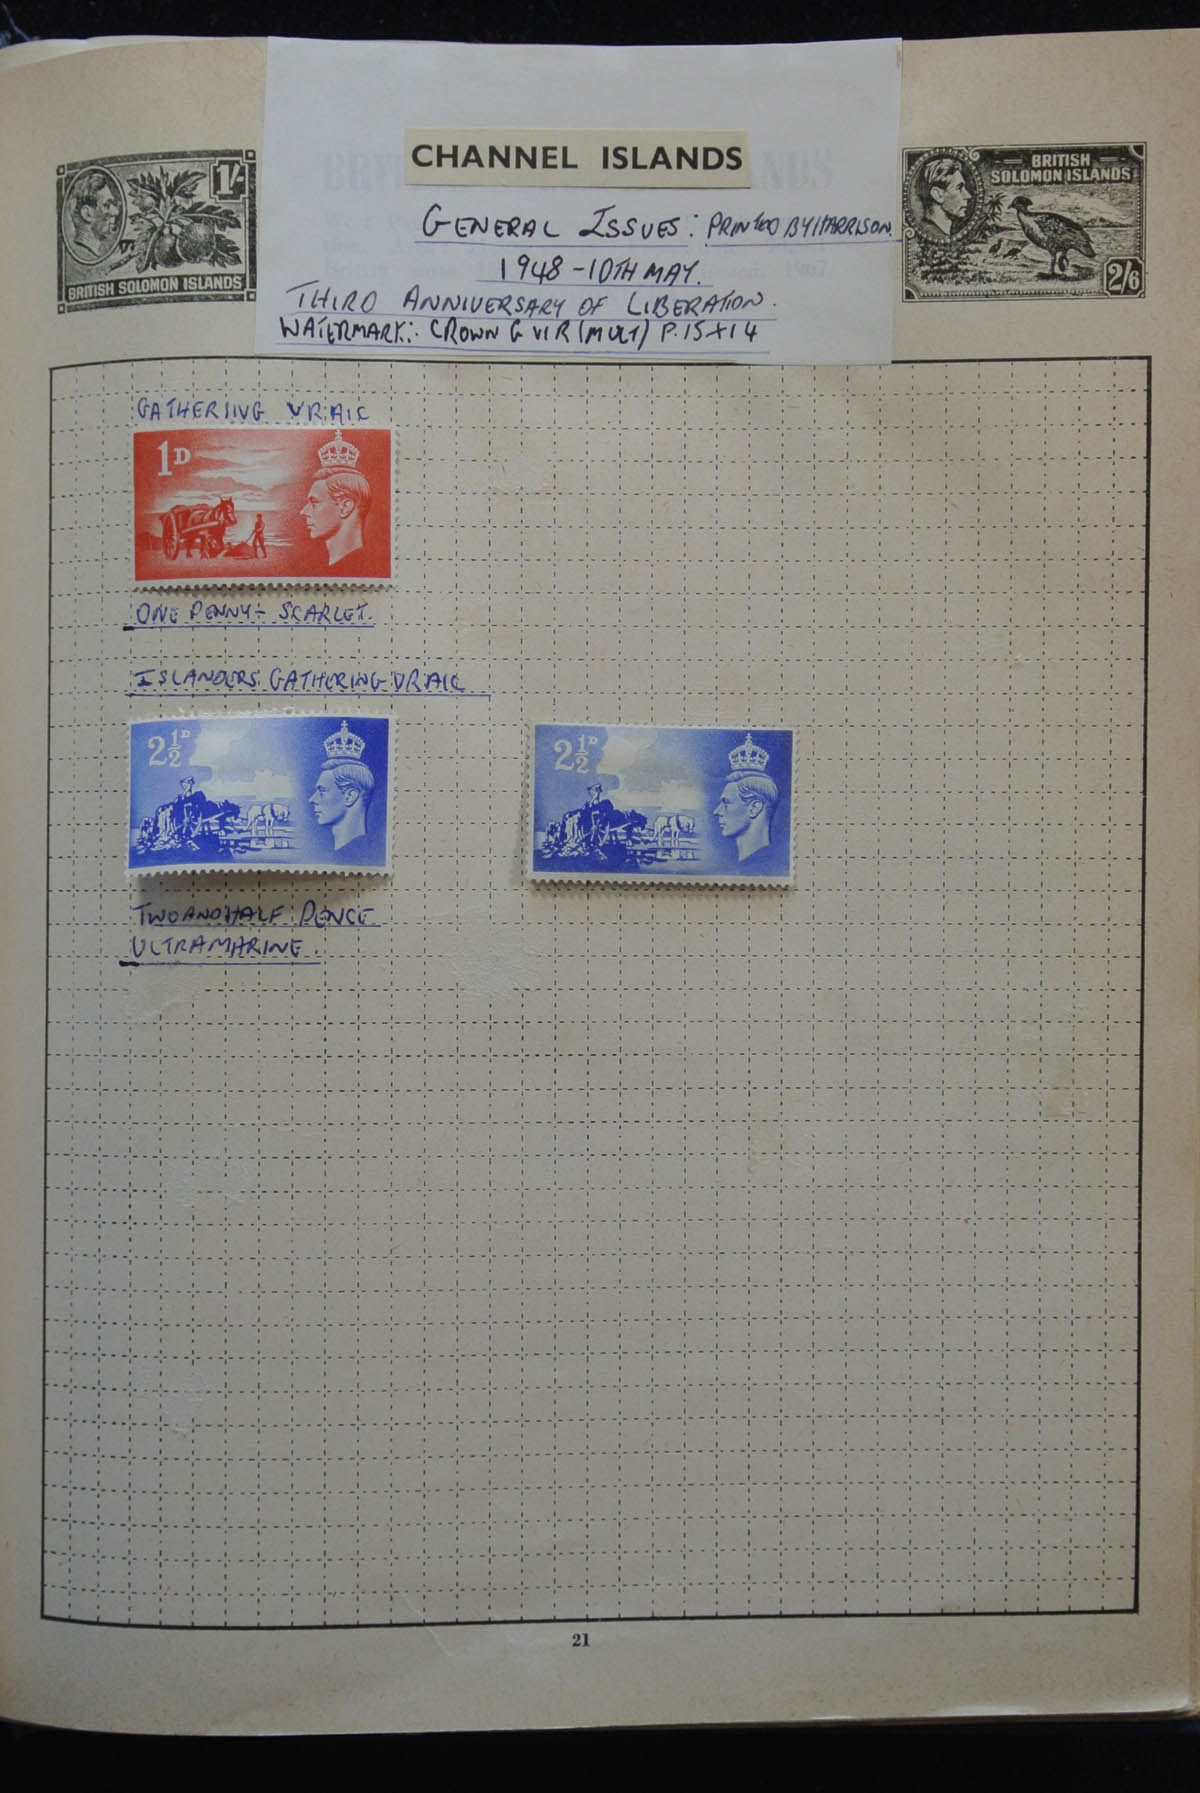 CHANNEL ISLANDS
GENERAL ISSUES: PRINTED BY HARRISON.
1948 - 10TH MAY.
THIRD ANNIVERSARY OF LIBERATION.
WATERMARK: CROWN G VI R (MULT) P.15X14
1/-
BRITISH SOLOMON ISLANDS
BRITISH
SOLOMON ISLANDS
2/6
GATHERING VRAIC
1D
ONE PENNY - SCARLET.
ISLANDERS GATHERING VRAIC
2½D
2½D
TWO AND HALF PENCE
ULTRAMARINE.
21